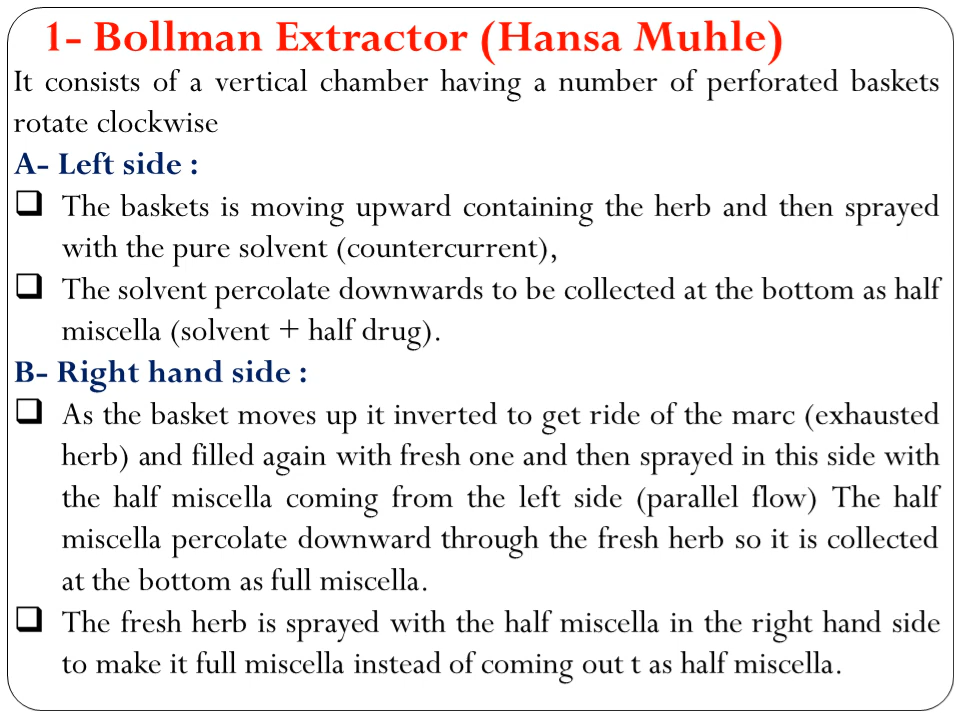 1- Bollman Extractor (Hansa Muhle)
It consists of a vertical chamber having a number of perforated baskets
rotate clockwise
A- Left side :
❑ The baskets is moving upward containing the herb and then sprayed
with the pure solvent (countercurrent),
❑ The solvent percolate downwards to be collected at the bottom as half
miscella (solvent + half drug).
B- Right hand side :
❑ As the basket moves up it inverted to get ride of the marc (exhausted
herb) and filled again with fresh one and then sprayed in this side with
the half miscella coming from the left side (parallel flow) The half
miscella percolate downward through the fresh herb so it is collected
at the bottom as full miscella.
❑ The fresh herb is sprayed with the half miscella in the right hand side
to make it full miscella instead of coming out t as half miscella.